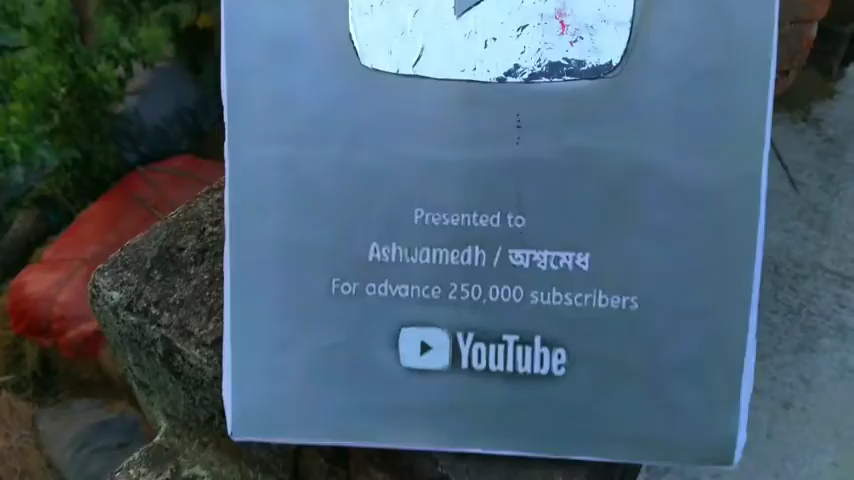 Presented to
Ashwamedh / অশ্বমেধ
For advance 250,000 subscribers
YouTube